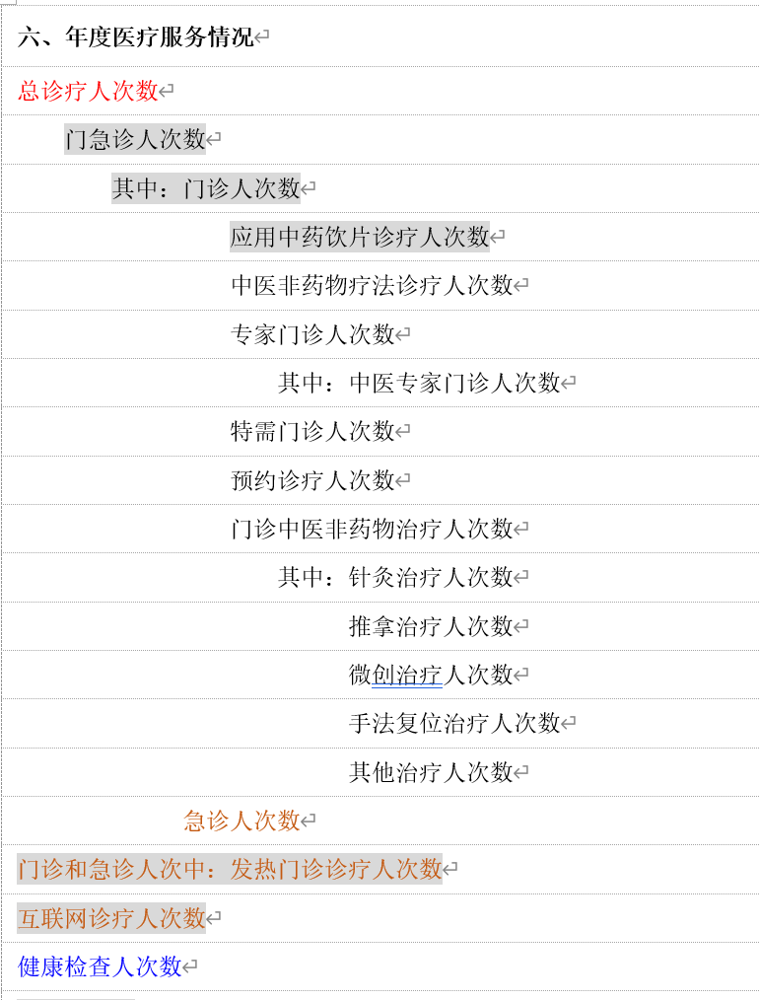 六、年度医疗服务情况
总诊疗人次数
门急诊人次数
其中：门诊人次数
应用中药饮片诊疗人次数
中医非药物疗法诊疗人次数
专家门诊人次数
其中：中医专家门诊人次数
特需门诊人次数
预约诊疗人次数
门诊中医非药物治疗人次数
其中：针灸治疗人次数
推拿治疗人次数
微创治疗人次数
手法复位治疗人次数
其他治疗人次数
急诊人次数
门诊和急诊人次中：发热门诊诊疗人次数
互联网诊疗人次数
健康检查人次数